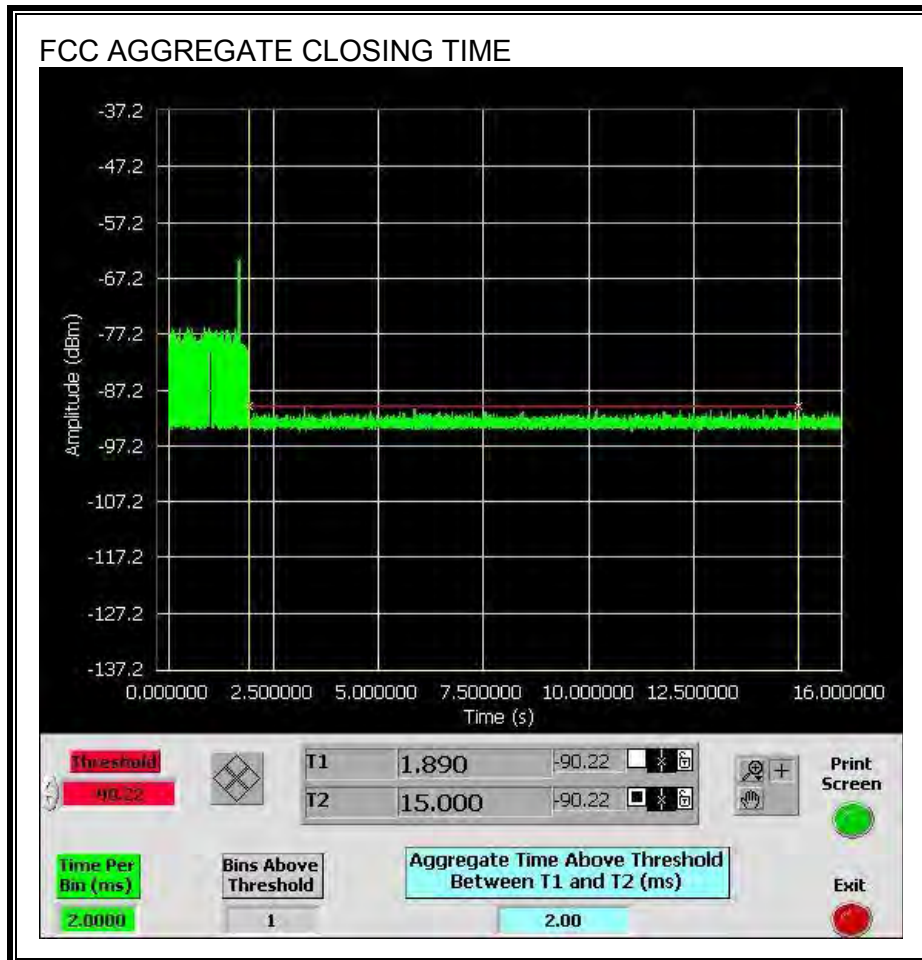 FCC AGGREGATE CLOSING TIME
-37.2
-47.2
-57.2
-67.2
-77.2
-87.2
-97.2
-107.2
-117.2
-127.2
-137.2
Amplitude (dBm)
0.000000 2.500000 5.000000 7.500000 10.000000 12.500000 16.000000
Time (s)
Threshold
-90.22
T1 1.890 -90.22
T2 15.000 -90.22
Print
Screen
Time Per
Bin (ms)
2.0000
Bins Above
Threshold
1
Aggregate Time Above Threshold
Between T1 and T2 (ms)
2.00
Exit